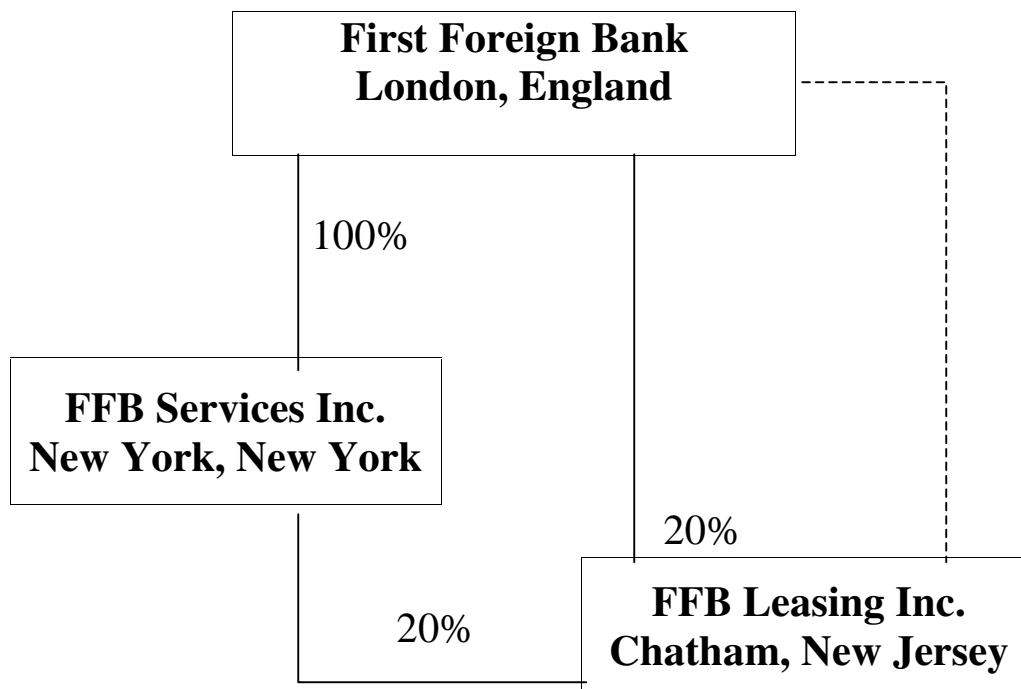 First Foreign Bank
London, England
100%
FFB Services Inc.
New York, New York
20%
20%
FFB Leasing Inc.
Chatham, New Jersey